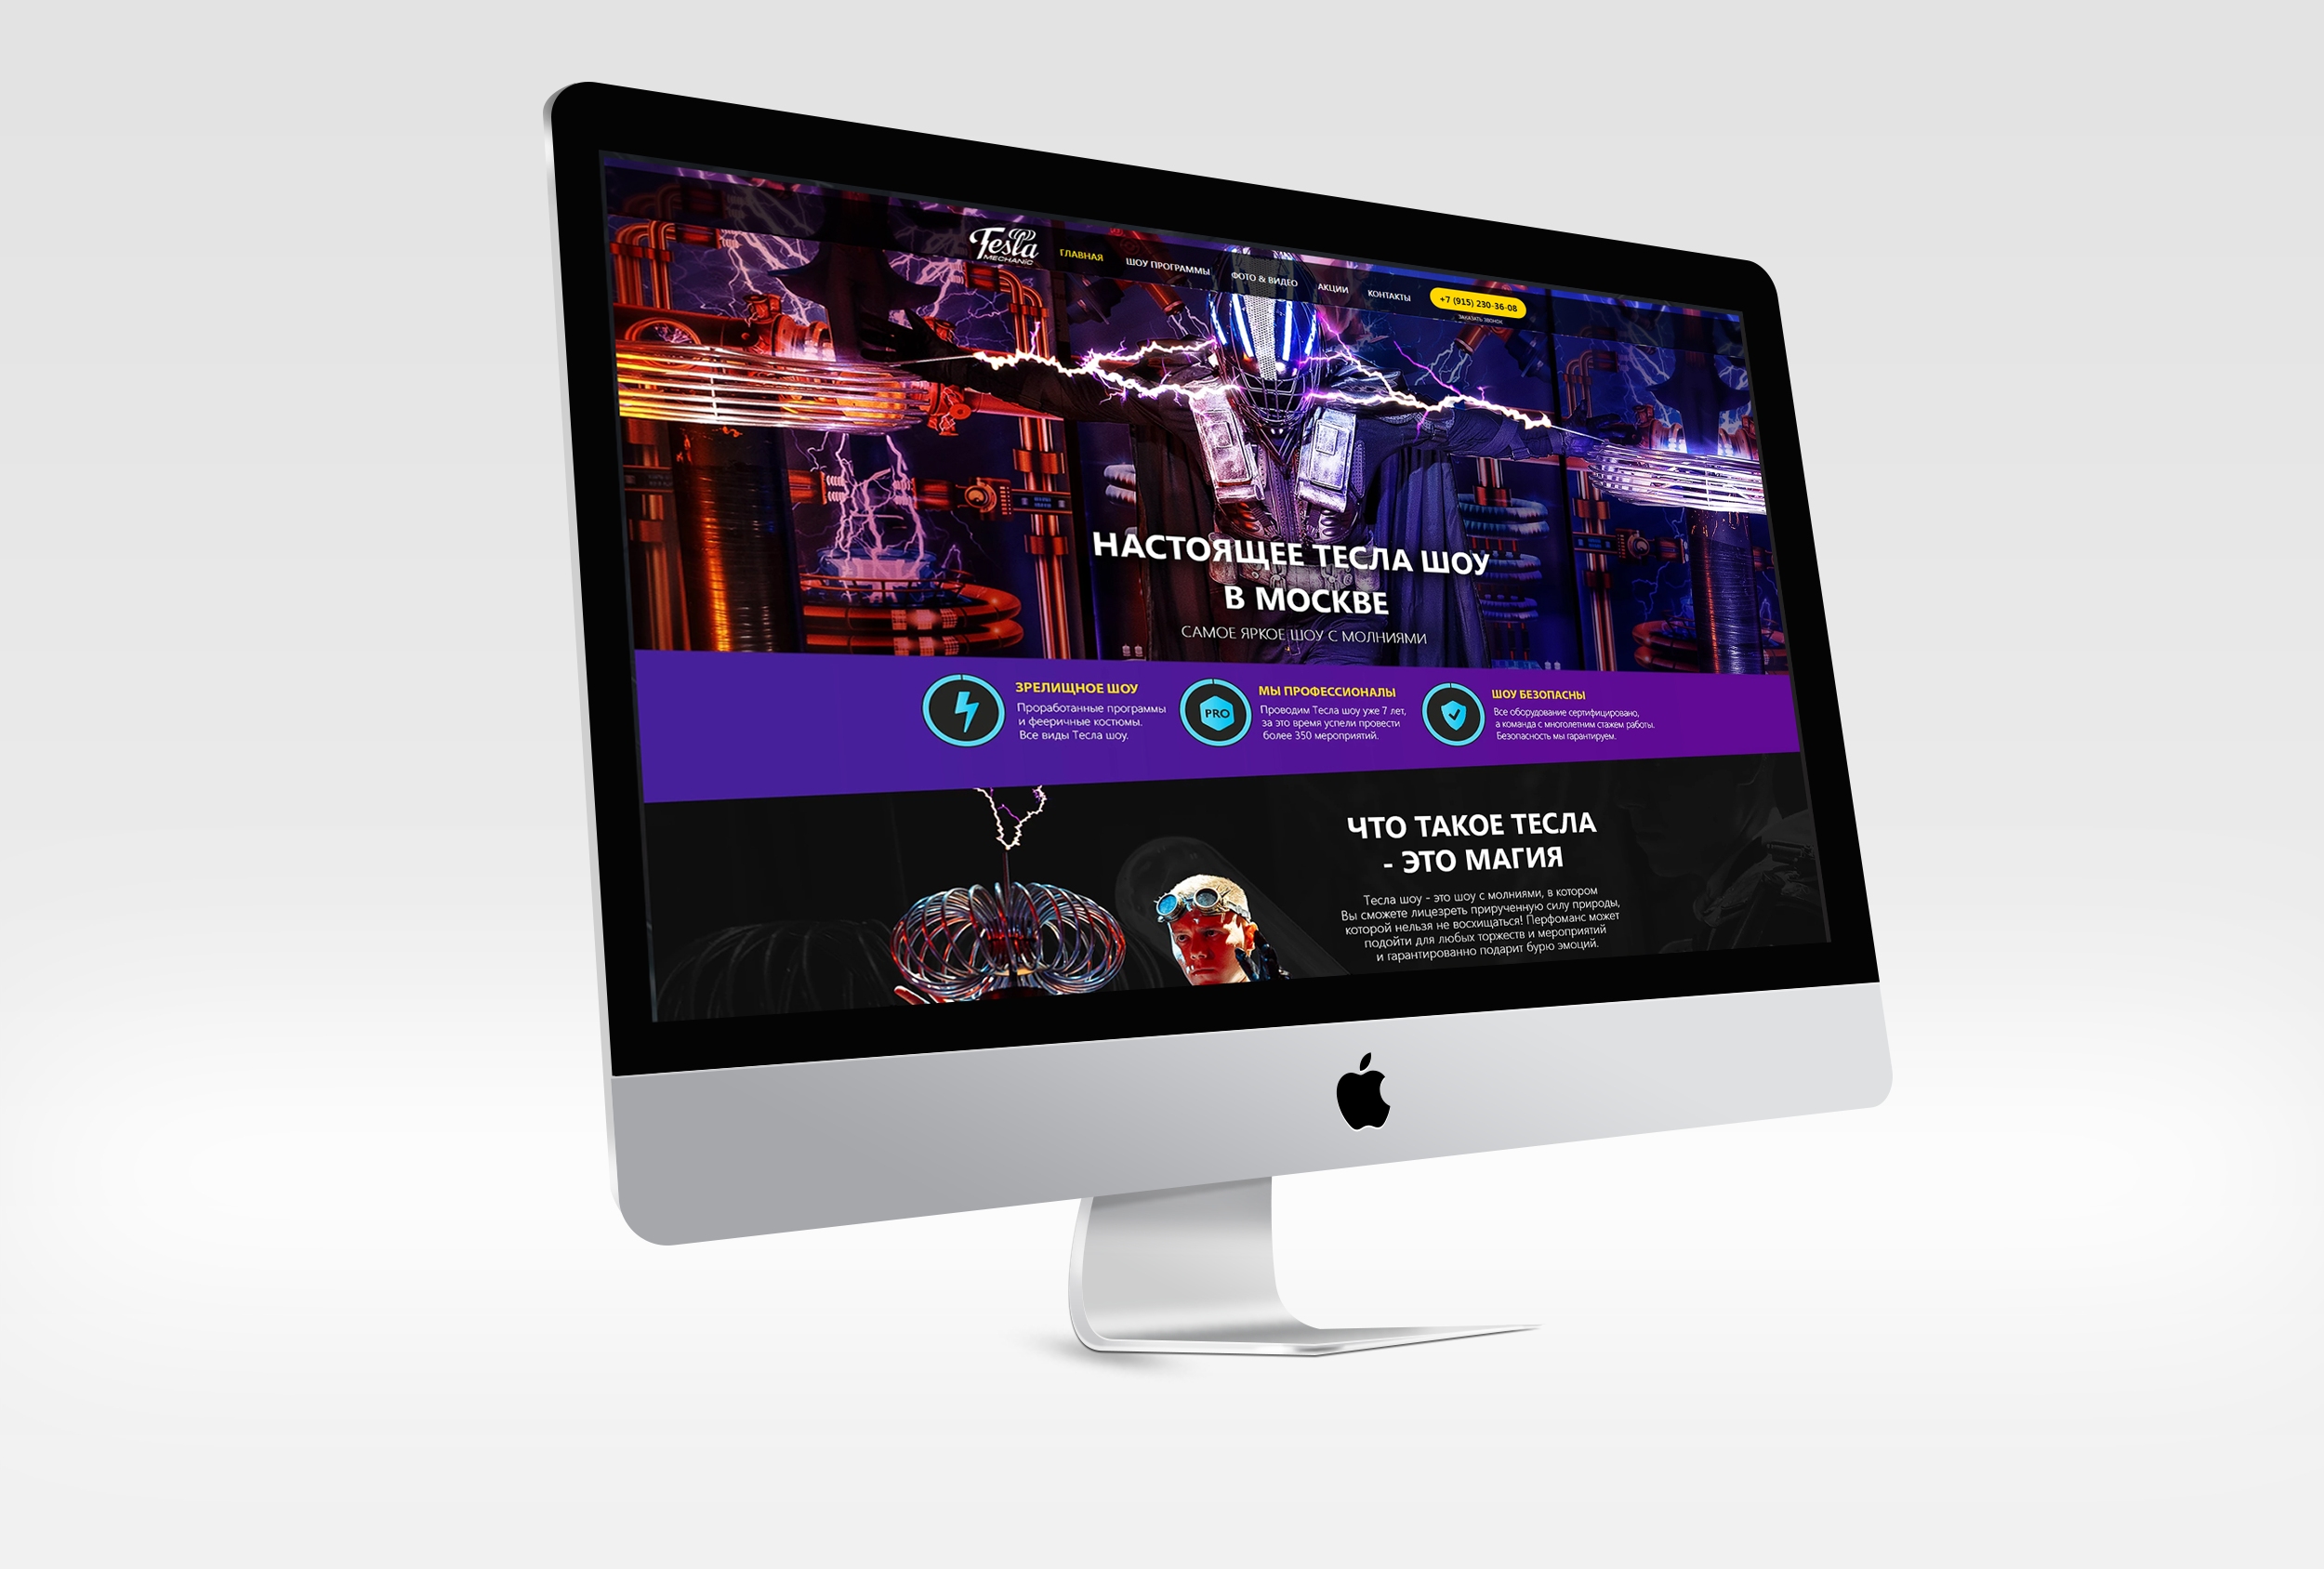 Tesla
MECHANIC
ГЛАВНАЯ
ШОУ ПРОГРАММЫ
ФОТО & ВИДЕО
АКЦИИ
КОНТАКТЫ
+7 (915) 230-36-08
ЗАКАЗАТЬ ЗВОНОК
НАСТОЯЩЕЕ ТЕСЛА ШОУ
В МОСКВЕ
САМОЕ ЯРКОЕ ШОУ С МОЛНИЯМИ
ЗРЕЛИЩНОЕ ШОУ
Проработанные программы
и фееричные костюмы.
Все виды Тесла шоу.
PRO
МЫ ПРОФЕССИОНАЛЫ
Проводим Тесла шоу уже 7 лет,
за это время успели провести
более 350 мероприятий.
ШОУ БЕЗОПАСНЫ
Все оборудование сертифицировано,
а команда с многолетним стажем работы.
Безопасность мы гарантируем.
ЧТО ТАКОЕ ТЕСЛА
- ЭТО МАГИЯ
Тесла шоу - это шоу с молниями, в котором
Вы сможете лицезреть прирученную силу природы,
которой нельзя не восхищаться! Перфоманс может
подойти для любых торжеств и мероприятий
и гарантированно подарит бурю эмоций.